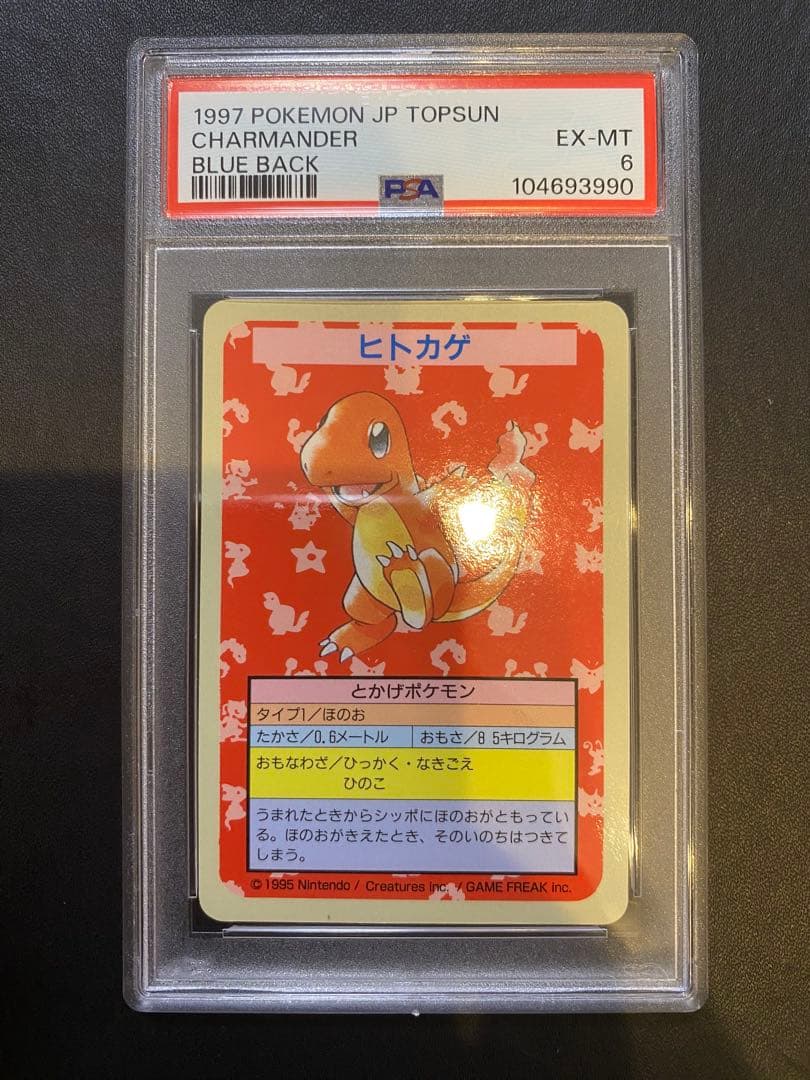 1997 POKEMON JP TOPSUN
CHARMANDER EX-MT
BLUE BACK 6
PSA 104693990
ヒトカゲ
とかげポケモン
タイプ1/ほのお
たかさ/0.6メートル おもさ/8 5キログラム
おもなわざ/ひっかく・なきごえ
ひのこ
うまれたときからシッポにほのおがともってい
る。ほのおがきえたとき、そのいのちはつきて
しまう。
©1995 Nintendo / Creatures inc. / GAME FREAK inc.